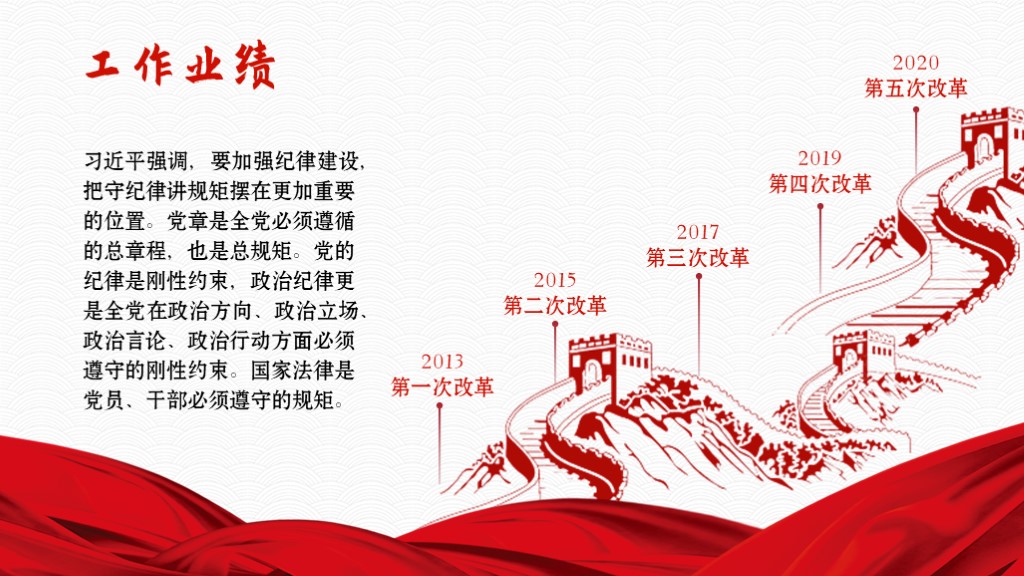 工作业绩
习近平强调，要加强纪律建设，
把守纪律讲规矩摆在更加重要
的位置。党章是全党必须遵循
的总章程，也是总规矩。党的
纪律是刚性约束，政治纪律更
是全党在政治方向、政治立场、
政治言论、政治行动方面必须
遵守的刚性约束。国家法律是
党员、干部必须遵守的规矩。
2013
第一次改革
2015
第二次改革
2017
第三次改革
2019
第四次改革
2020
第五次改革